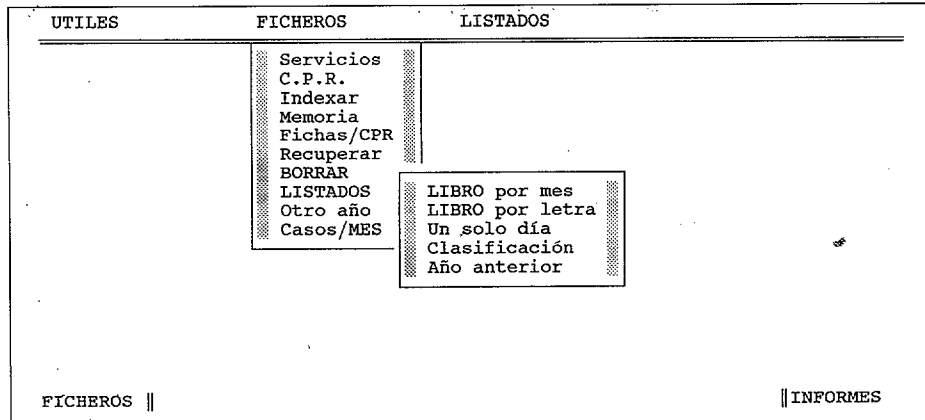 UTILES FICHEROS LISTADOS
Servicios
C.P.R.
Indexar
Memoria
Fichas/CPR
Recuperar
BORRAR
LISTADOS
Otro año
Casos/MES
LIBRO por mes
LIBRO por letra
Un solo día
Clasificación
Año anterior
FICHEROS ‖ ‖INFORMES